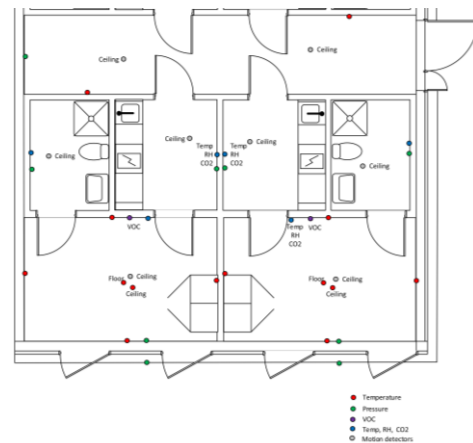 Ceiling
Ceiling
Ceiling
Ceiling
Temp
RH
CO2
Temp
RH
CO2
Ceiling
Ceiling
VOC
Temp
RH
CO2
VOC
Floor
Ceiling
Ceiling
Floor
Ceiling
Ceiling
Temperature
Pressure
VOC
Temp, RH, CO2
Motion detectors